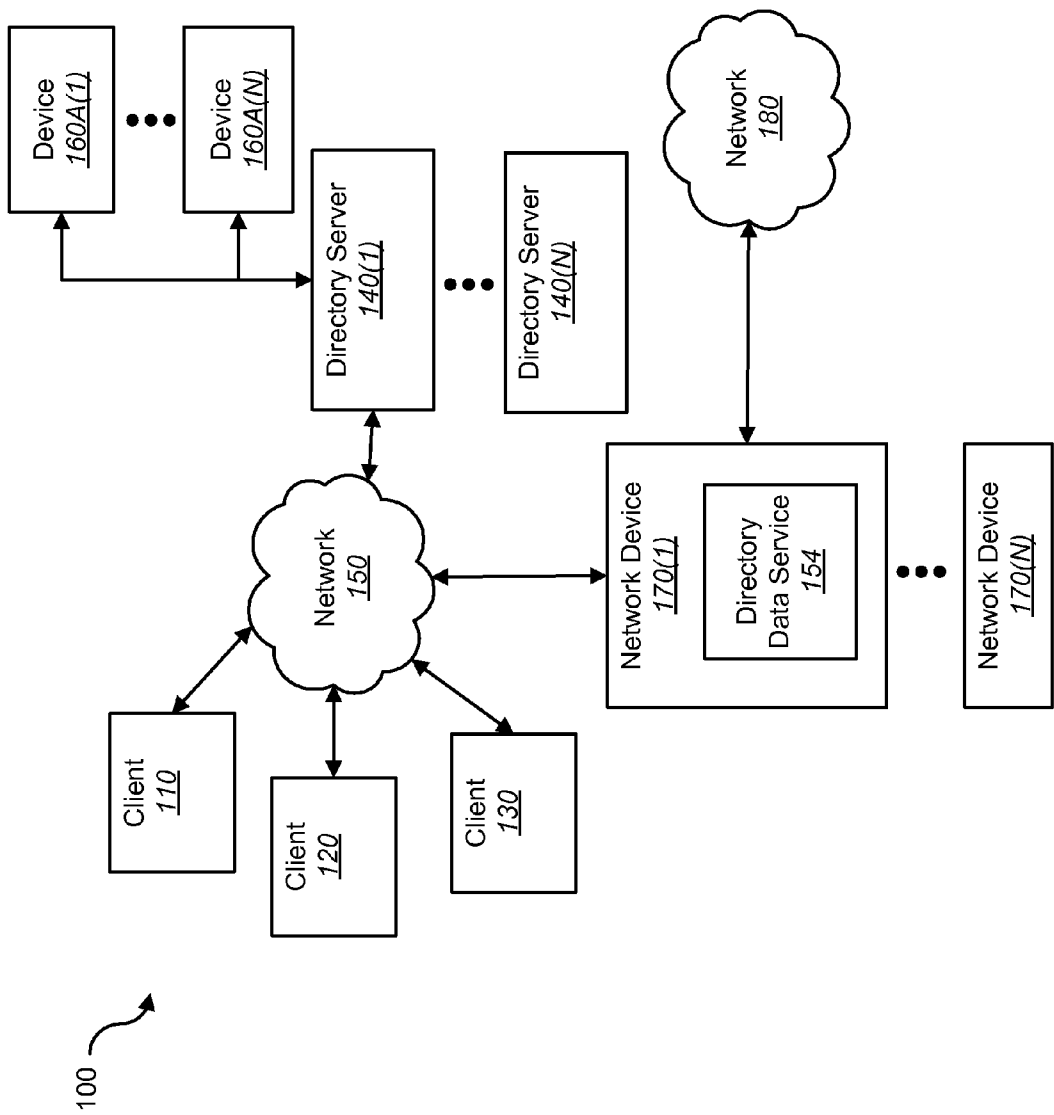 100
Client
110
Client
120
Client
130
Network
150
Device
160A(1)
Device
160A(N)
Directory Server
140(1)
Directory Server
140(N)
Network Device
170(1)
Directory
Data Service
154
Network Device
170(N)
Network
180